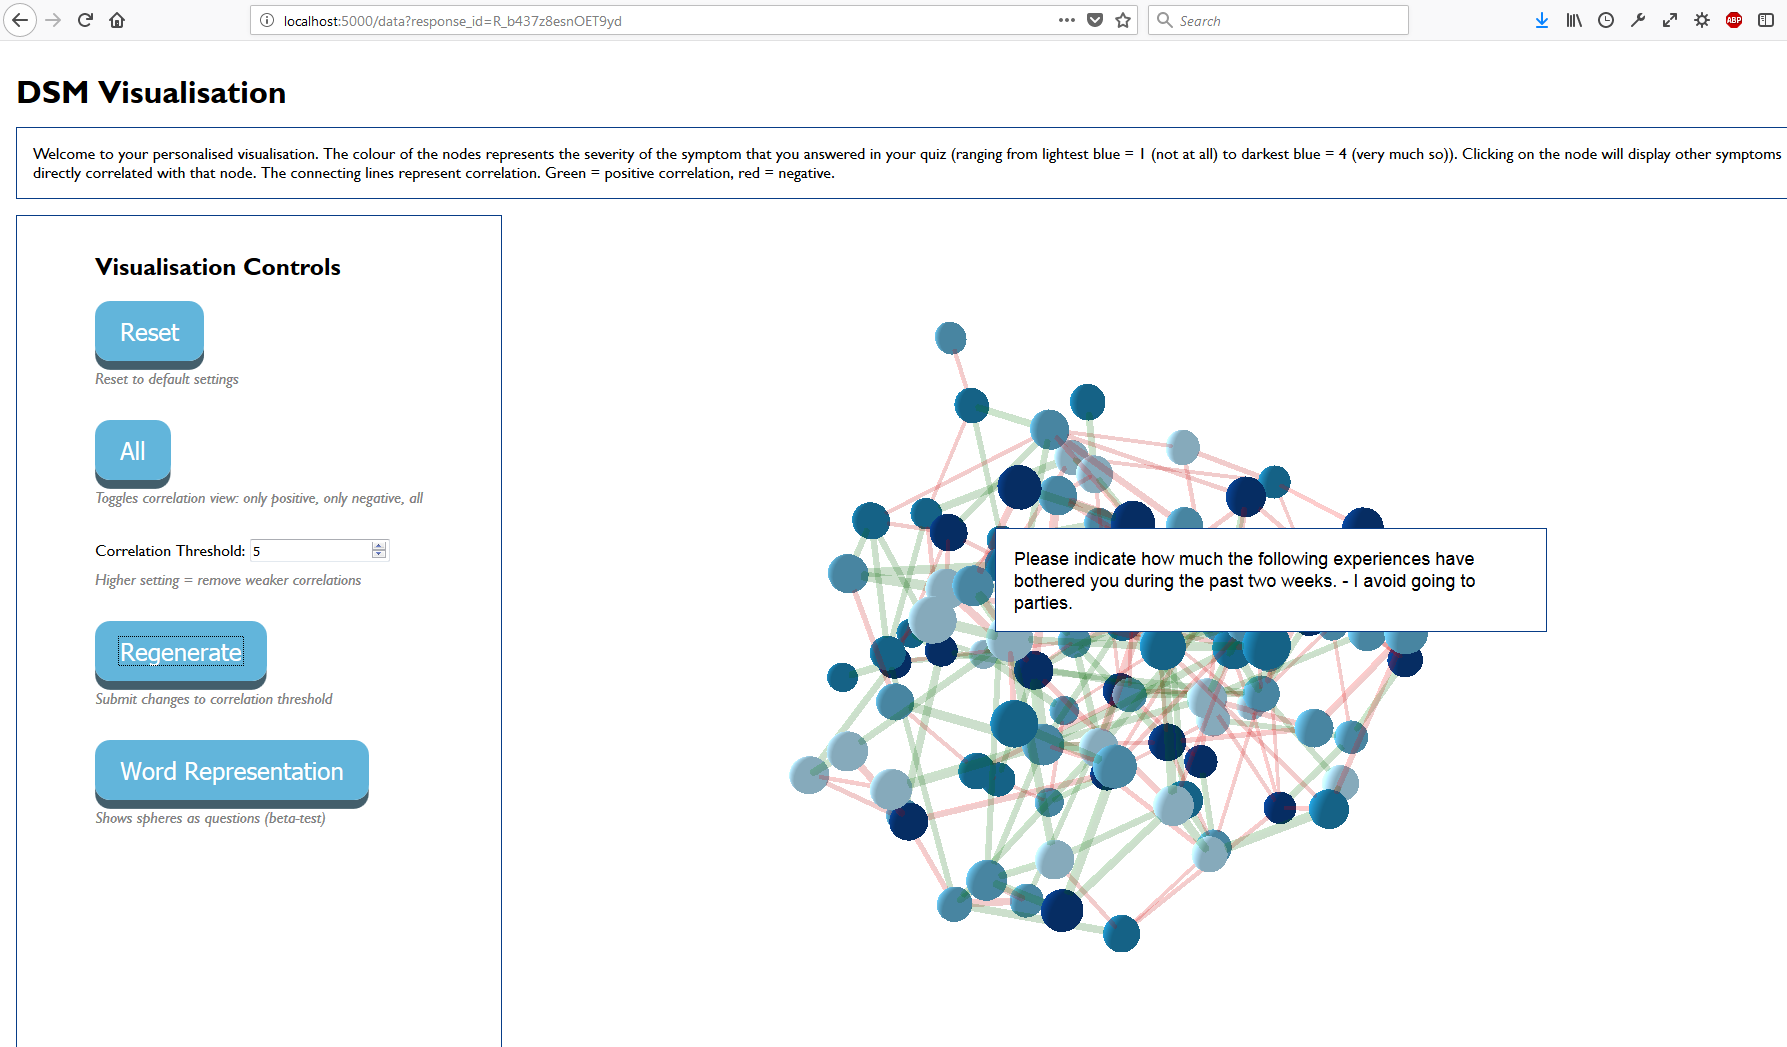 localhost:5000/data?response_id=R_b437z8esnOET9yd
Search
ABP
DSM Visualisation
Welcome to your personalised visualisation. The colour of the nodes represents the severity of the symptom that you answered in your quiz (ranging from lightest blue = 1 (not at all) to darkest blue = 4 (very much so)). Clicking on the node will display other symptoms
directly correlated with that node. The connecting lines represent correlation. Green = positive correlation, red = negative.
Visualisation Controls
Reset
Reset to default settings
All
Toggles correlation view: only positive, only negative, all
Correlation Threshold: 5
Higher setting = remove weaker correlations
Regenerate
Submit changes to correlation threshold
Word Representation
Shows spheres as questions (beta-test)
Please indicate how much the following experiences have
bothered you during the past two weeks. - I avoid going to
parties.